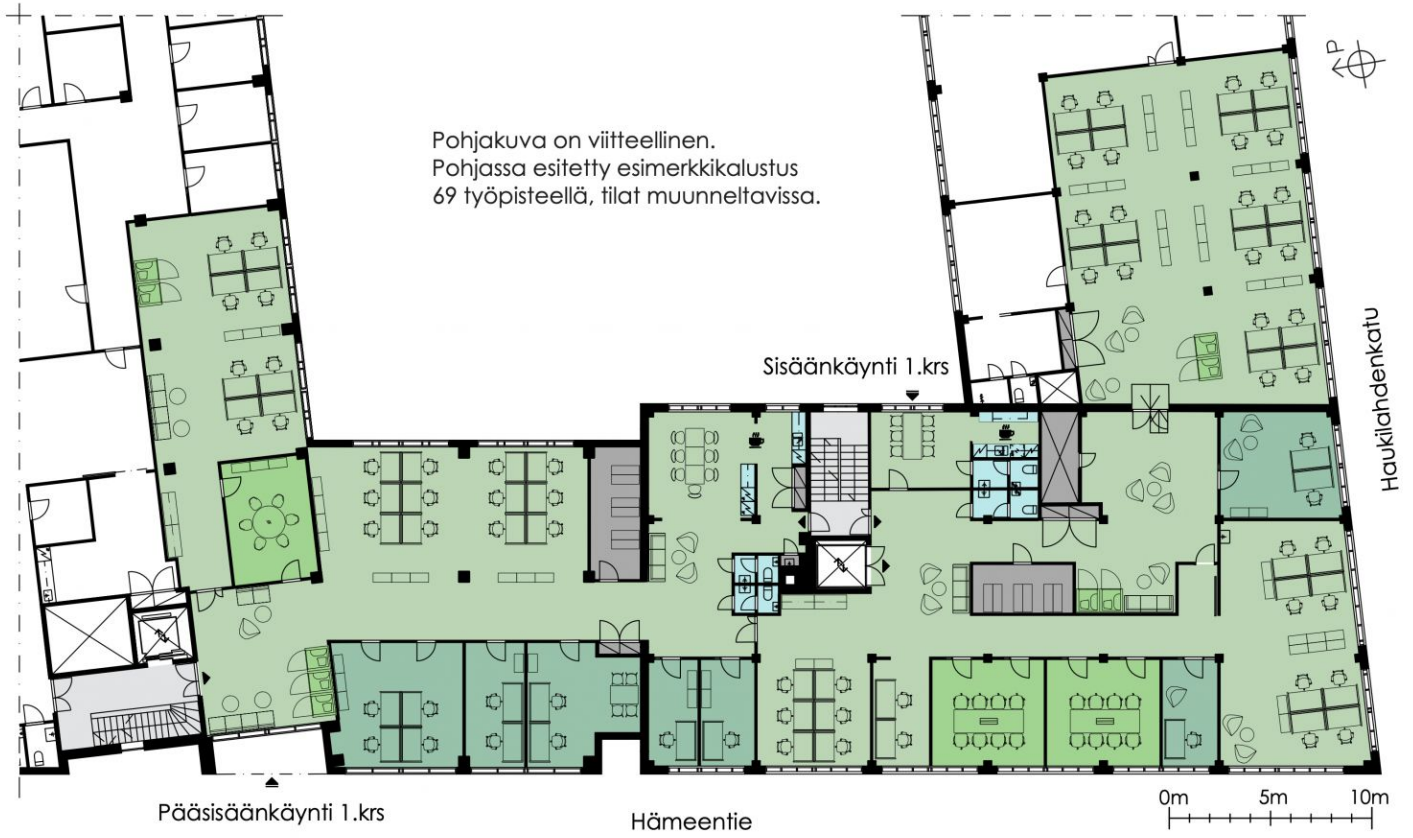 P
Pohjakuva on viitteellinen.
Pohjassa esitetty esimerkkikalustus
69 työpisteellä, tilat muunneltavissa.
Sisäänkäynti 1.krs
Haukilahdenkatu
Pääsisäänkäynti 1.krs
Hämeentie
0m 5m 10m